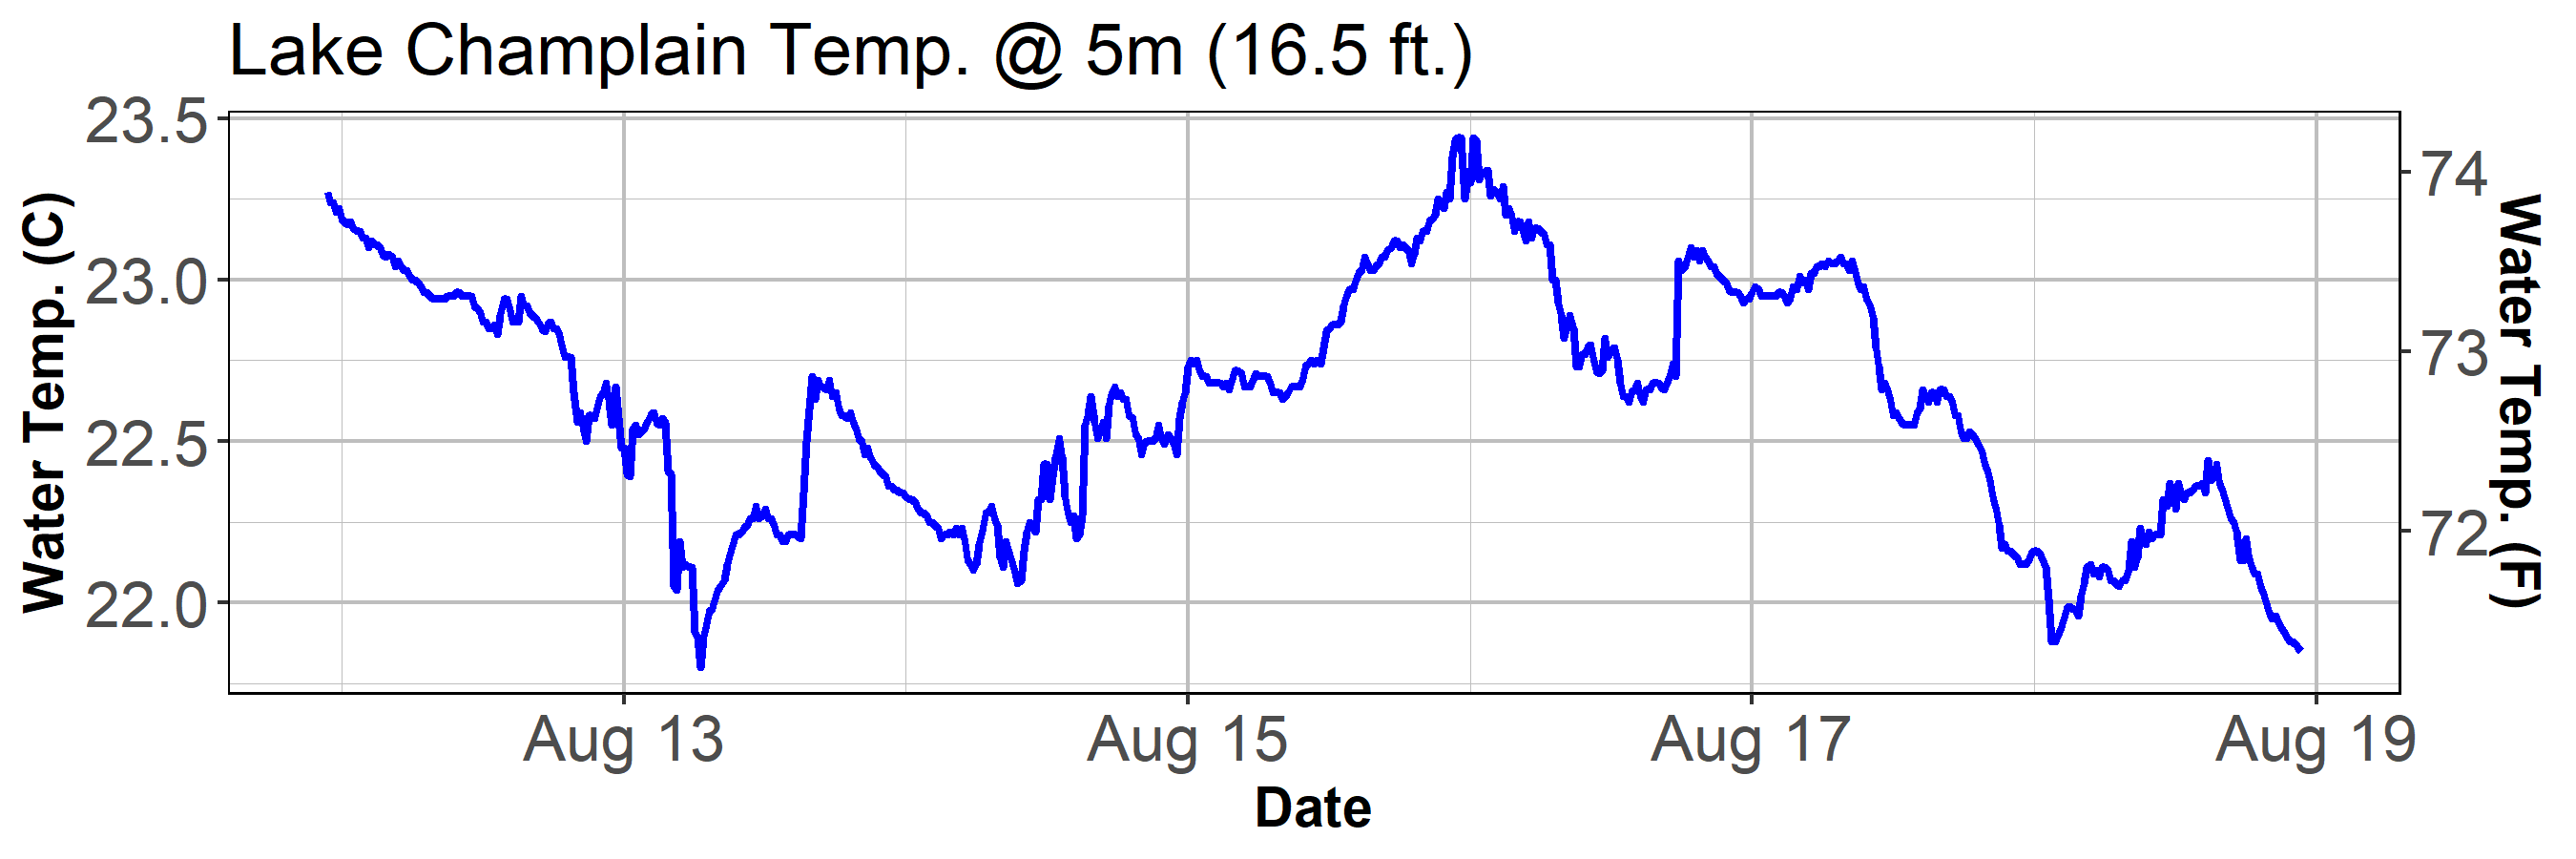 Lake Champlain Temp. @ 5m (16.5 ft.)
Water Temp. (C)
23.5
23.0
22.5
22.0
74
73
72
Water Temp. (F)
Aug 13
Aug 15
Aug 17
Aug 19
Date